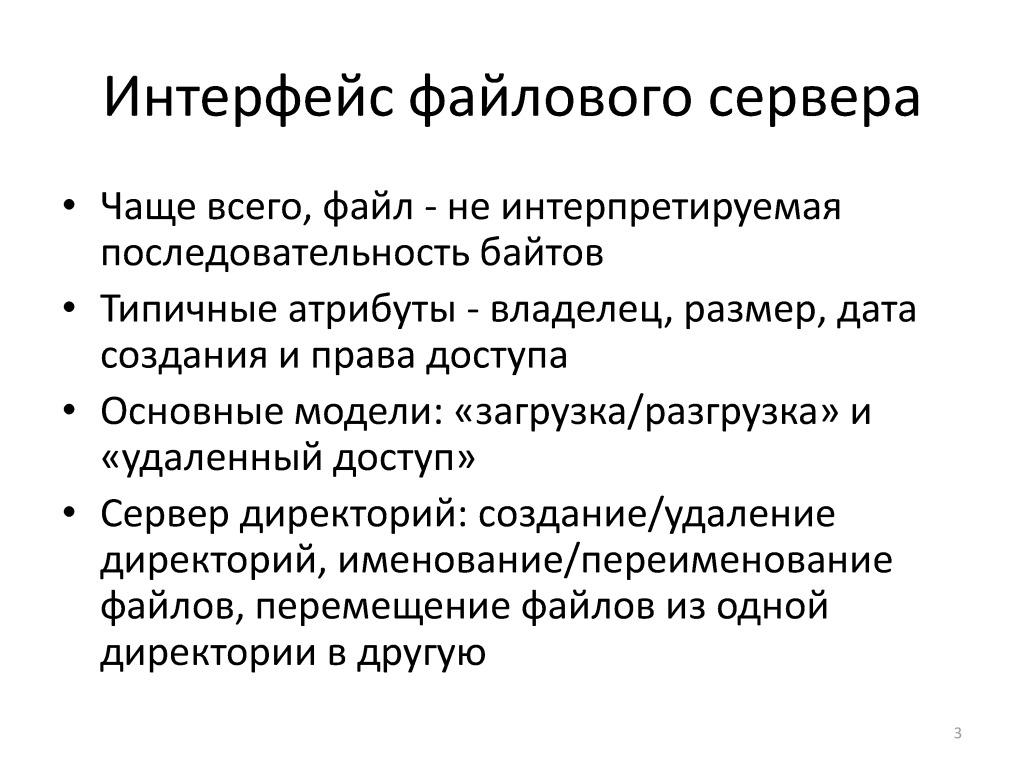 Интерфейс файлового сервера
• Чаще всего, файл - не интерпретируемая
последовательность байтов
• Типичные атрибуты - владелец, размер, дата
создания и права доступа
• Основные модели: «загрузка/разгрузка» и
«удаленный доступ»
• Сервер директорий: создание/удаление
директорий, именование/переименование
файлов, перемещение файлов из одной
директории в другую
3